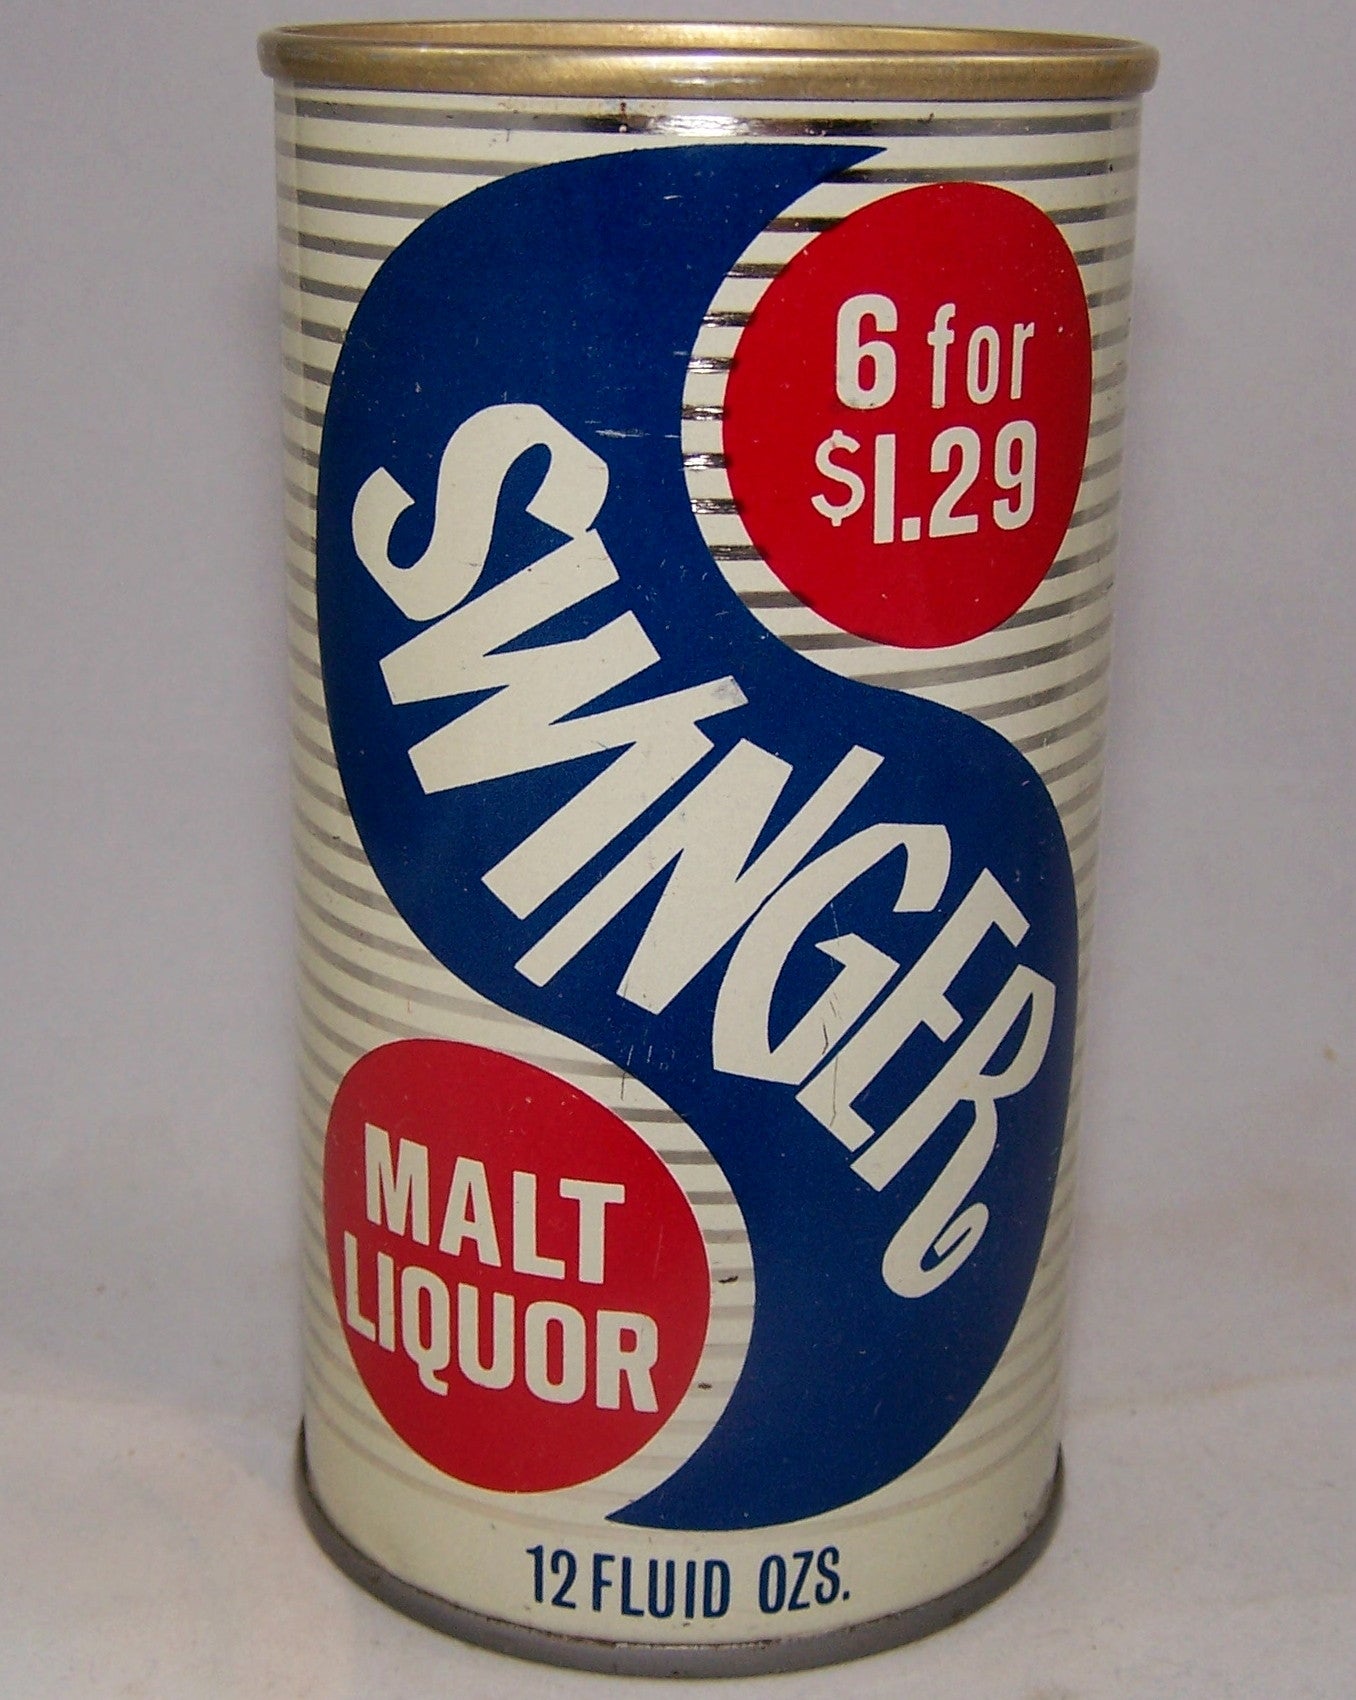 6 for
$1.29
SWINGER
MALT
LIQUOR
12 FLUID OZS.